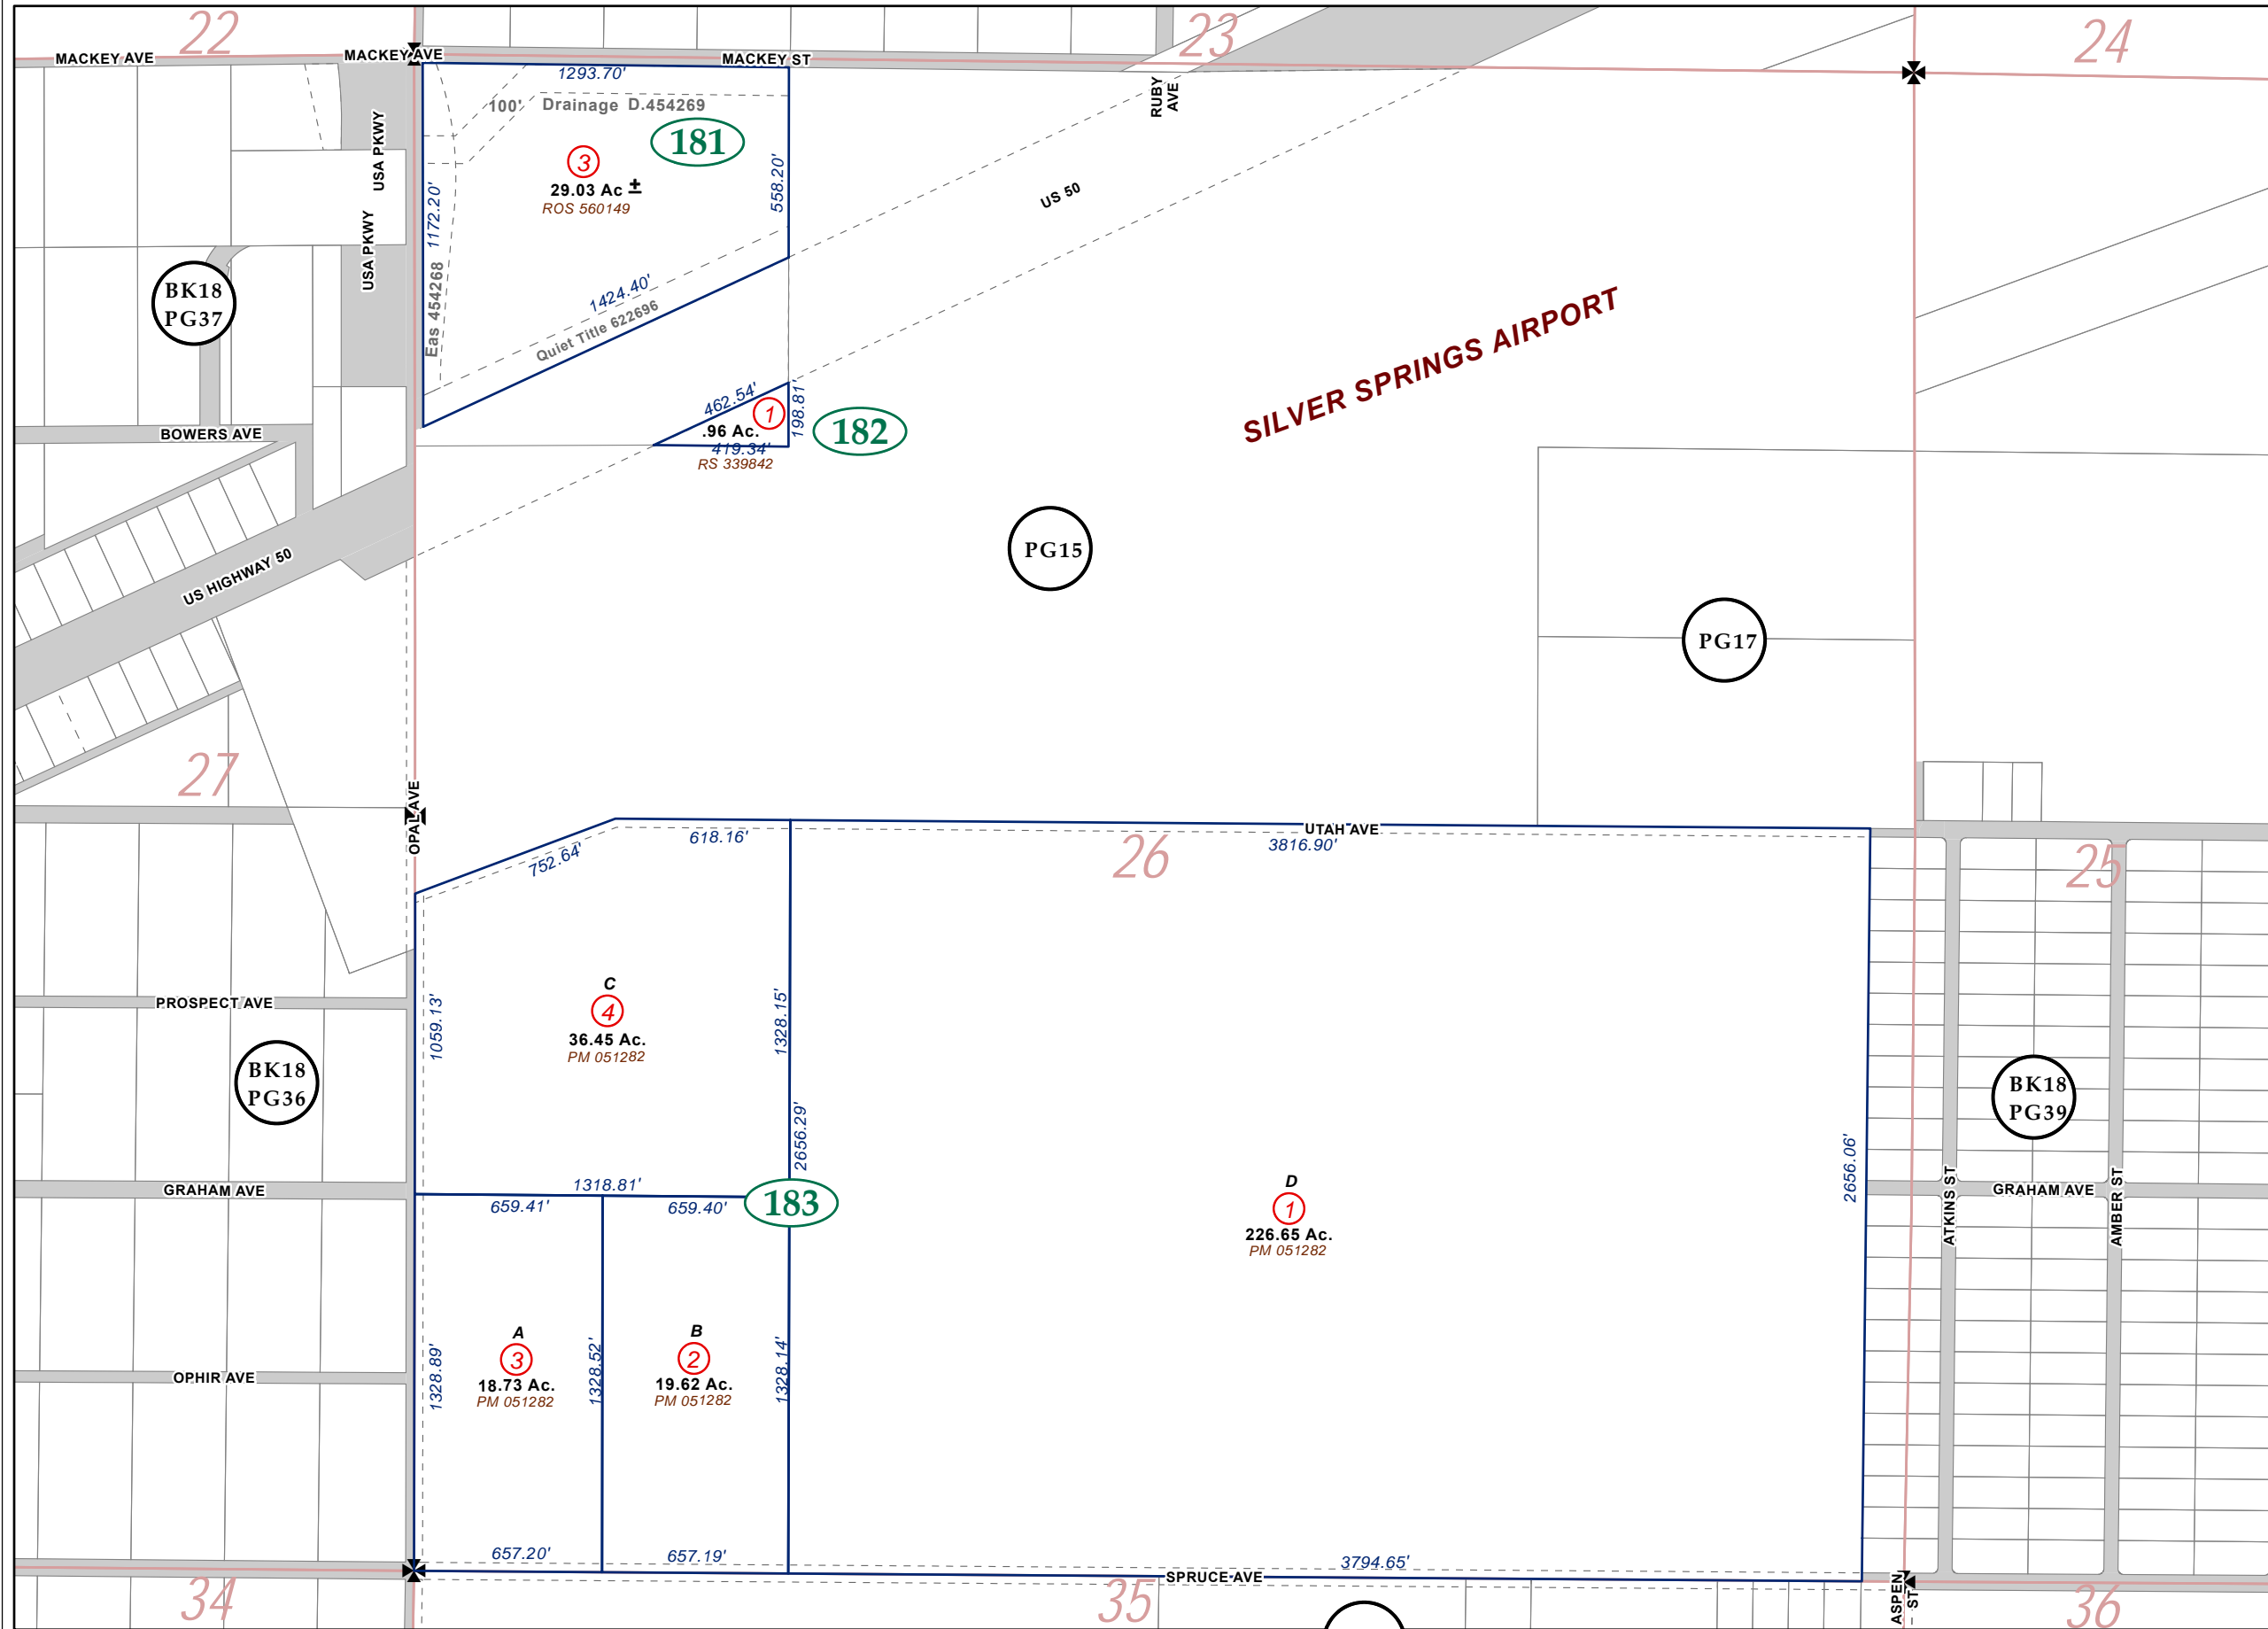 22
23
24
MACKEY AVE
MACKEY AVE
MACKEY ST
1293.70'
100' Drainage D.454269
RUBY
AVE
181
3
29.03 Ac ±
ROS 560149
USA PKWY
USA PKWY
1172.20'
558.20'
US 50
Eas 454268
1424.40'
Quiet Title 622696
BK18
PG37
SILVER SPRINGS AIRPORT
462.54'
1
198.81'
.96 Ac.
419.34'
RS 339842
182
BOWERS AVE
US HIGHWAY 50
PG15
PG17
27
OPAL AVE
752.64'
618.16'
UTAH AVE
3816.90'
26
25
C
4
36.45 Ac.
PM 051282
1059.13'
1328.15'
PROSPECT AVE
BK18
PG36
BK18
PG39
2656.29'
2656.06'
1318.81'
659.41'
659.40'
183
D
1
226.65 Ac.
PM 051282
GRAHAM AVE
GRAHAM AVE
ATKINS ST
AMBER ST
A
3
18.73 Ac.
PM 051282
B
2
19.62 Ac.
PM 051282
1328.89'
1328.52'
1328.14'
OPHIR AVE
657.20'
657.19'
3794.65'
SPRUCE AVE
ASPEN
ST
34
35
36